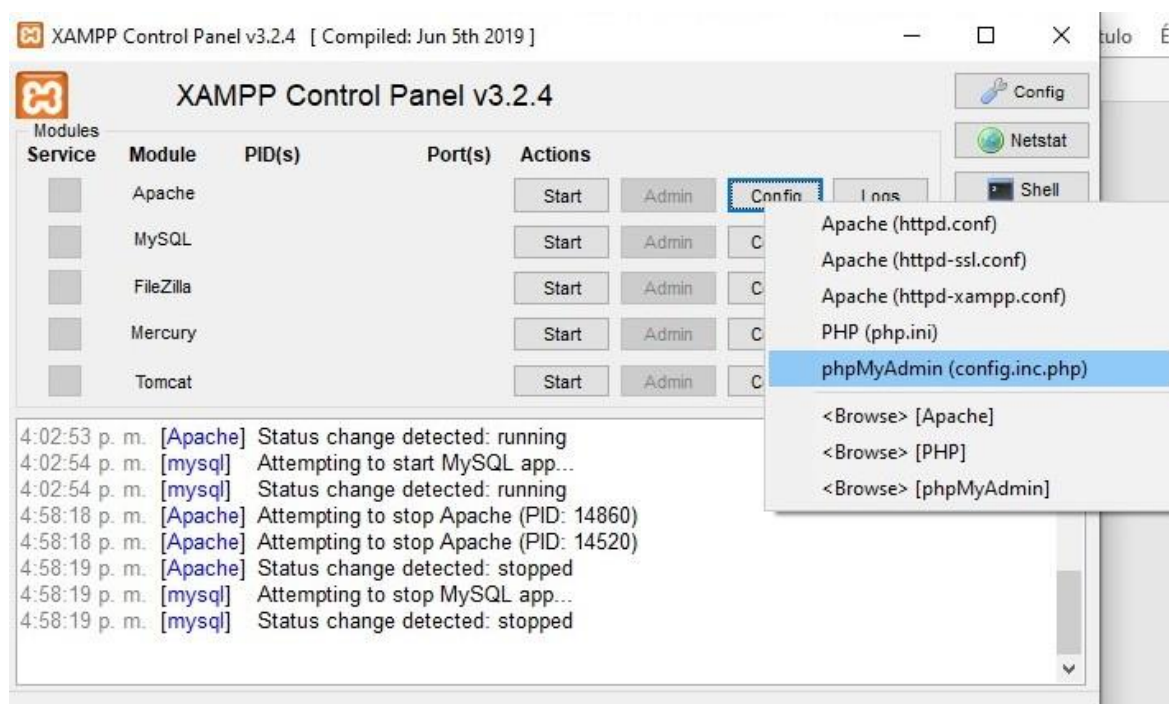 XAMPP Control Panel v3.2.4 [ Compiled: Jun 5th 2019 ]
tulo
XAMPP Control Panel v3.2.4
Config
Modules
Service Module PID(s) Port(s) Actions
Netstat
Apache Start Admin Config Logs
Shell
MySQL Start Admin
FileZilla Start Admin
Mercury Start Admin
Tomcat Start Admin
Apache (httpd.conf)
Apache (httpd-ssl.conf)
Apache (httpd-xampp.conf)
PHP (php.ini)
phpMyAdmin (config.inc.php)
<Browse> [Apache]
<Browse> [PHP]
<Browse> [phpMyAdmin]
4:02:53 p. m. [Apache] Status change detected: running
4:02:54 p. m. [mysql] Attempting to start MySQL app...
4:02:54 p. m. [mysql] Status change detected: running
4:58:18 p. m. [Apache] Attempting to stop Apache (PID: 14860)
4:58:18 p. m. [Apache] Attempting to stop Apache (PID: 14520)
4:58:19 p. m. [Apache] Status change detected: stopped
4:58:19 p. m. [mysql] Attempting to stop MySQL app...
4:58:19 p. m. [mysql] Status change detected: stopped